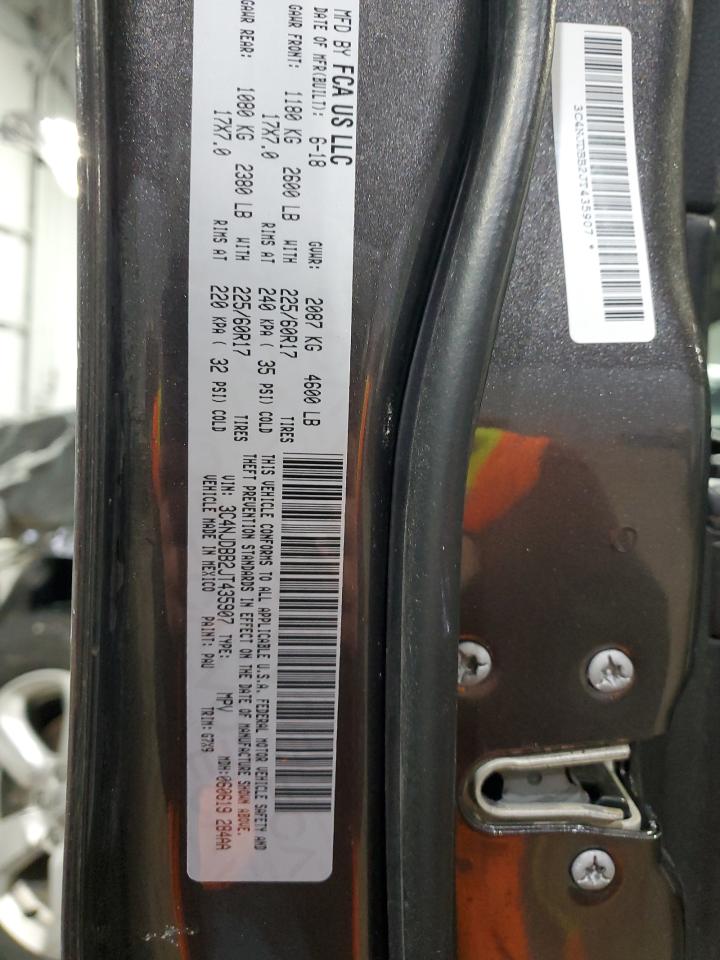 MFD BY FCA US LLC
DATE OF MFR(BUILT): 6-18 GVWR: 2087 KG 4600 LB
GAWR FRONT: 1180 KG 2600 LB WITH 225/60R17 TIRES
17X7.0 RIMS AT 240 KPA ( 35 PSI) COLD
GAWR REAR: 1080 KG 2380 LB WITH 225/60R17 TIRES
17X7.0 RIMS AT 220 KPA ( 32 PSI) COLD
THIS VEHICLE CONFORMS TO ALL APPLICABLE U.S.A. FEDERAL MOTOR VEHICLE SAFETY AND
THEFT PREVENTION STANDARDS IN EFFECT ON THE DATE OF MANUFACTURE SHOWN ABOVE.
VIN: 3C4NJDBB2JT435907 TYPE: MPV MDH:060619 284AA
VEHICLE MADE IN MEXICO PAINT: PAU TRIM: G7X9
3C4NJDBB2JT435907 *